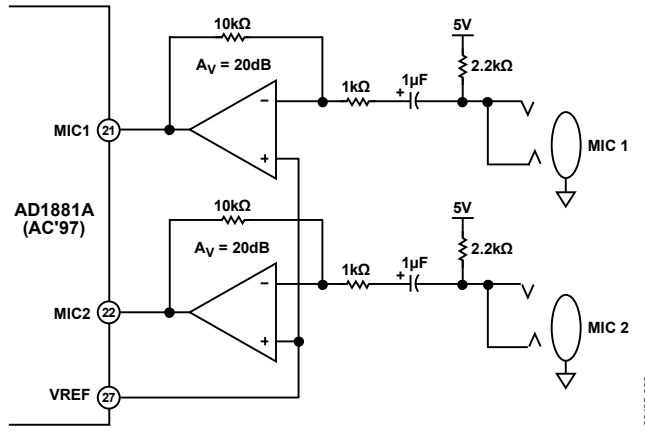 10kΩ
5V
AV = 20dB
1kΩ
+ 1µF
2.2kΩ
MIC1
21
−
+
MIC 1
AD1881A
(AC'97)
10kΩ
5V
AV = 20dB
1kΩ
+ 1µF
2.2kΩ
MIC2
22
−
+
MIC 2
VREF
27